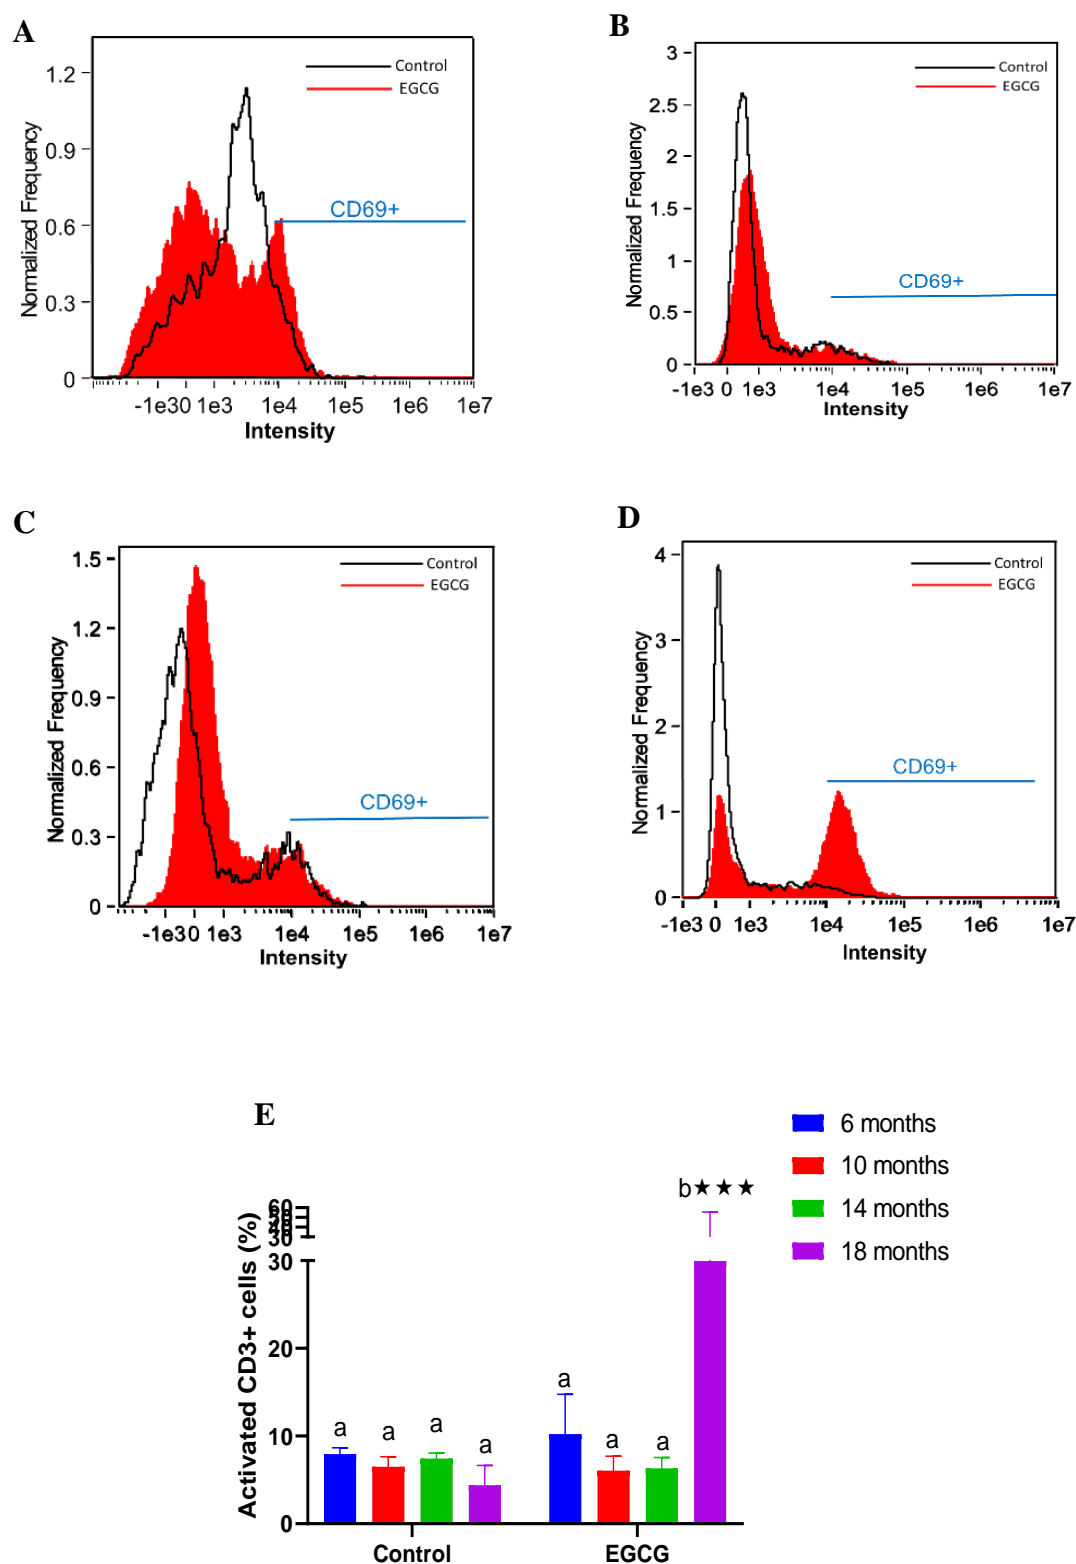 A
Control
EGCG
CD69+
Normalized Frequency
1.2
0.9
0.6
0.3
0
-1e30 1e3 1e4 1e5 1e6 1e7
Intensity
B
Control
EGCG
CD69+
Normalized Frequency
3
2.5
2
1.5
1
0.5
0
-1e3 0 1e3 1e4 1e5 1e6 1e7
Intensity
C
Control
EGCG
CD69+
Normalized Frequency
1.5
1.2
0.9
0.6
0.3
0
-1e30 1e3 1e4 1e5 1e6 1e7
Intensity
D
Control
EGCG
CD69+
Normalized Frequency
4
3
2
1
0
-1e3 0 1e3 1e4 1e5 1e6 1e7
Intensity
E
6 months
10 months
14 months
18 months
Activated CD3+ cells (%)
60
50
40
30
30
20
10
0
a a a a a a a b★★★
Control EGCG